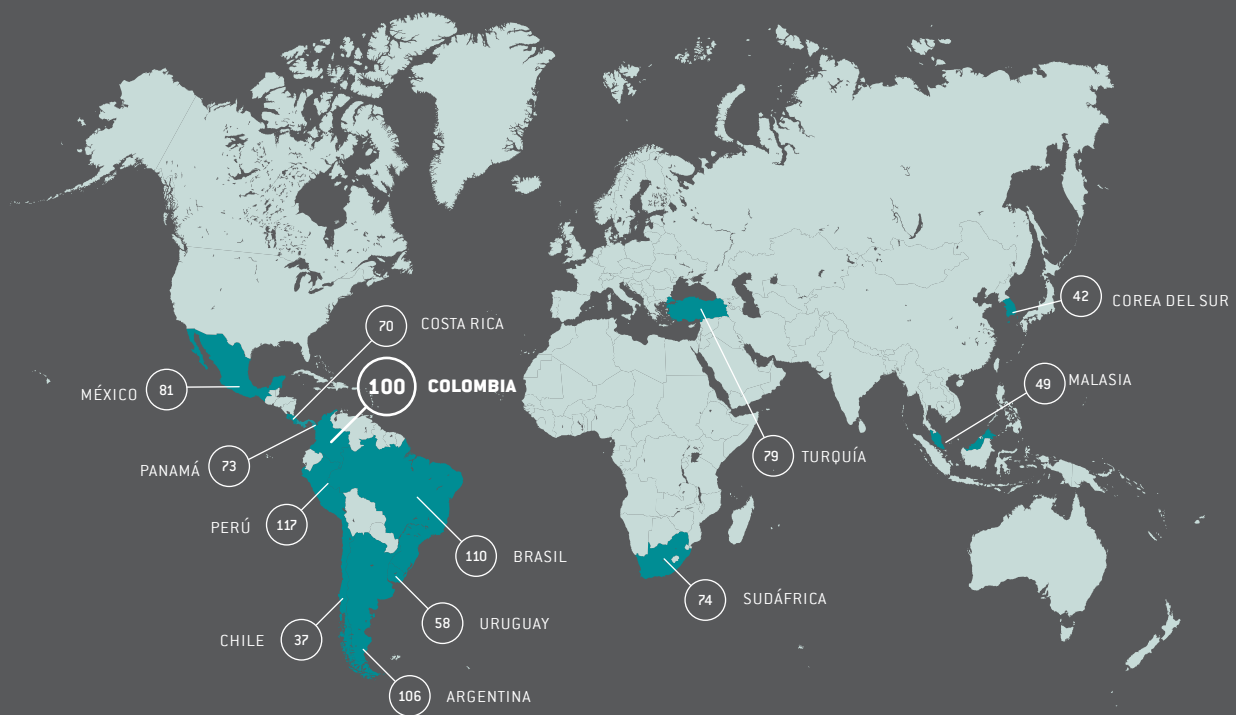 42 COREA DEL SUR
70 COSTA RICA
49 MALASIA
MÉXICO 81
100 COLOMBIA
79 TURQUÍA
PANAMÁ 73
PERÚ 117
110 BRASIL
74 SUDÁFRICA
58 URUGUAY
CHILE 37
106 ARGENTINA